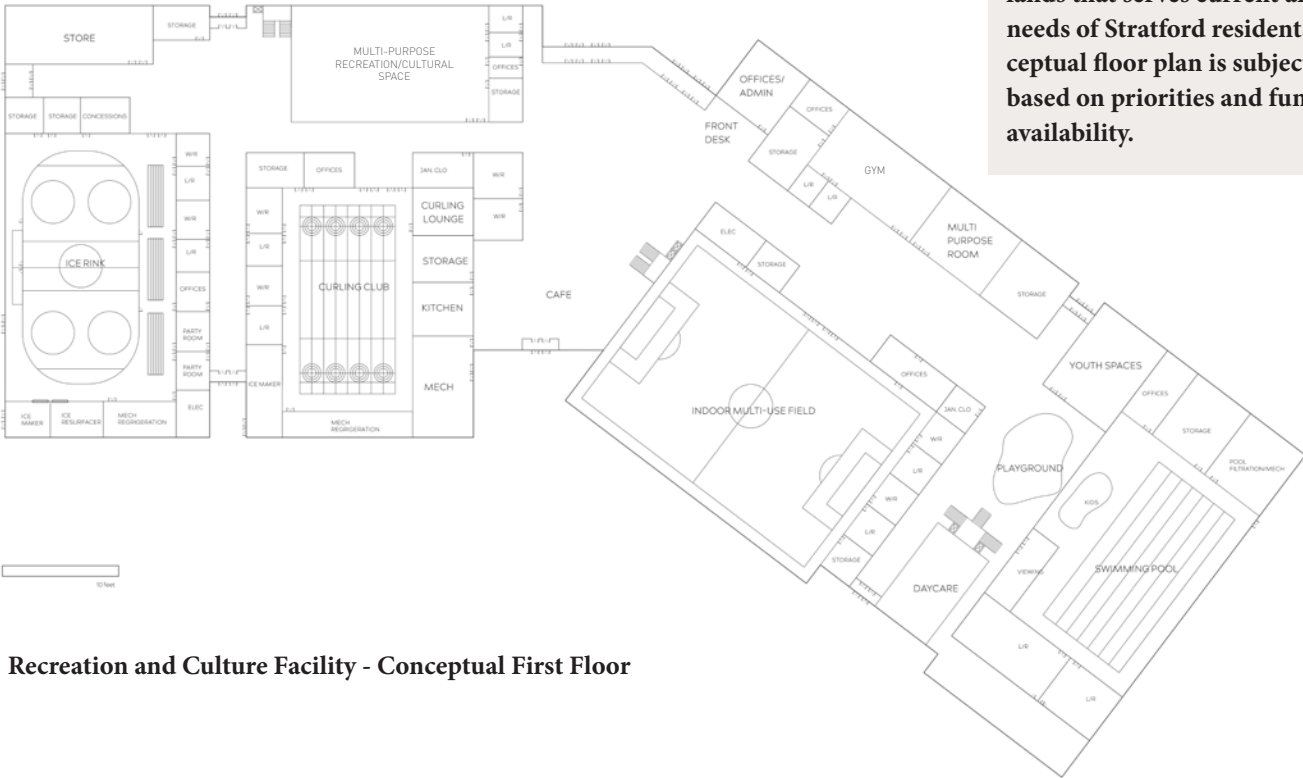 lands that serves current an
needs of Stratford resident
ceptual floor plan is subjec
based on priorities and fun
availability.
STORE
STORAGE
MULTI-PURPOSE
RECREATION/CULTURAL
SPACE
L/R
L/R
OFFICES
STORAGE
STORAGE
STORAGE
CONCESSIONS
ICE RINK
W/R
L/R
W/R
L/R
OFFICES
PARTY
ROOM
PARTY
ROOM
ELEC
ICE
MAKER
ICE
RESURFACER
MECH
REGRIGERATION
STORAGE
OFFICES
JAN. CLO
W/R
W/R
W/R
L/R
W/R
L/R
ICE MAKER
CURLING CLUB
CURLING
LOUNGE
STORAGE
KITCHEN
MECH
MECH
REGRIGERATION
CAFE
OFFICES/
ADMIN
FRONT
DESK
OFFICES
STORAGE
L/R
L/R
GYM
MULTI
PURPOSE
ROOM
STORAGE
ELEC
STORAGE
INDOOR MULTI-USE FIELD
OFFICES
JAN. CLO
W/R
L/R
W/R
L/R
STORAGE
YOUTH SPACES
OFFICES
STORAGE
POOL
FILTRATION/MECH
PLAYGROUND
KIDS
SWIMMING POOL
VIEWING
DAYCARE
L/R
L/R
10 feet
Recreation and Culture Facility - Conceptual First Floor